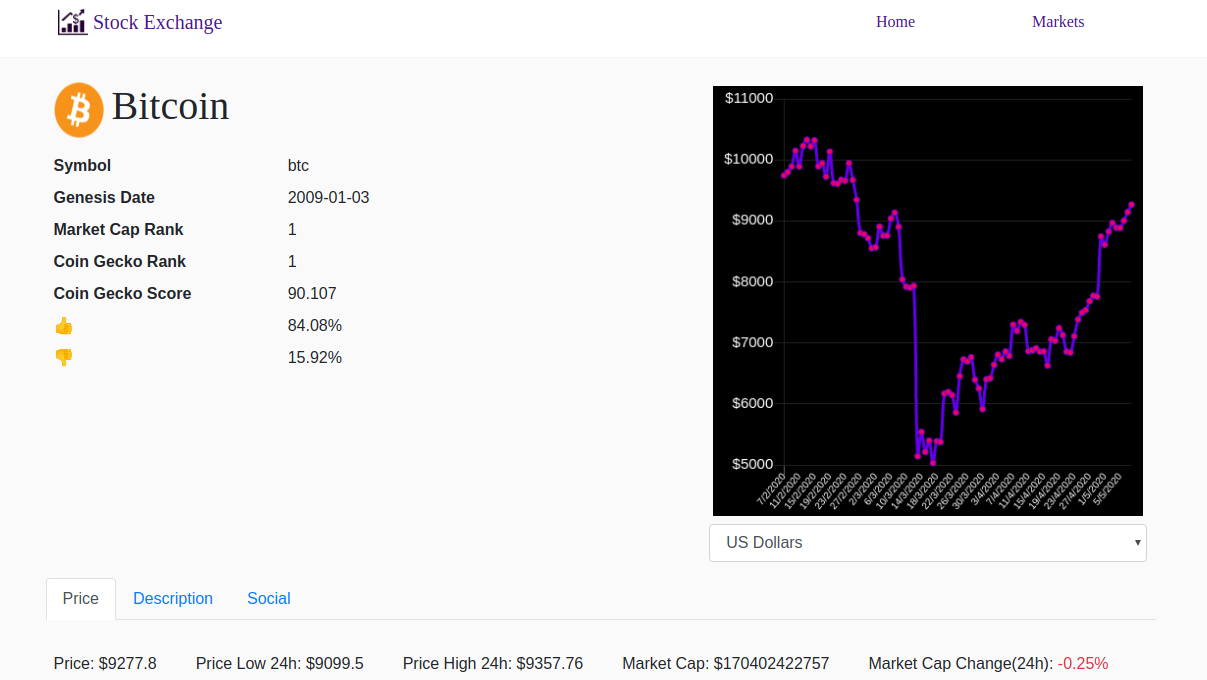 Stock Exchange
Home
Markets
Bitcoin
Symbol btc
Genesis Date 2009-01-03
Market Cap Rank 1
Coin Gecko Rank 1
Coin Gecko Score 90.107
👍 84.08%
👎 15.92%
$11000
$10000
$9000
$8000
$7000
$6000
$5000
7/2/2020
11/2/2020
15/2/2020
19/2/2020
23/2/2020
27/2/2020
2/3/2020
6/3/2020
10/3/2020
14/3/2020
18/3/2020
22/3/2020
26/3/2020
30/3/2020
3/4/2020
7/4/2020
11/4/2020
15/4/2020
19/4/2020
23/4/2020
27/4/2020
1/5/2020
5/5/2020
US Dollars
Price Description Social
Price: $9277.8 Price Low 24h: $9099.5 Price High 24h: $9357.76 Market Cap: $170402422757 Market Cap Change(24h): -0.25%